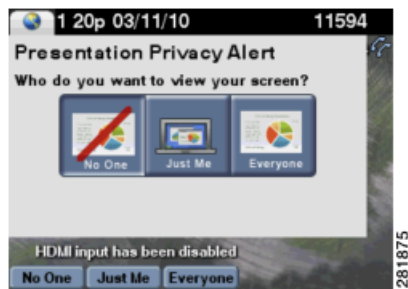 1 20p 03/11/10 11594
Presentation Privacy Alert
Who do you want to view your screen?
No One Just Me Everyone
HDMI input has been disabled
No One Just Me Everyone
281875